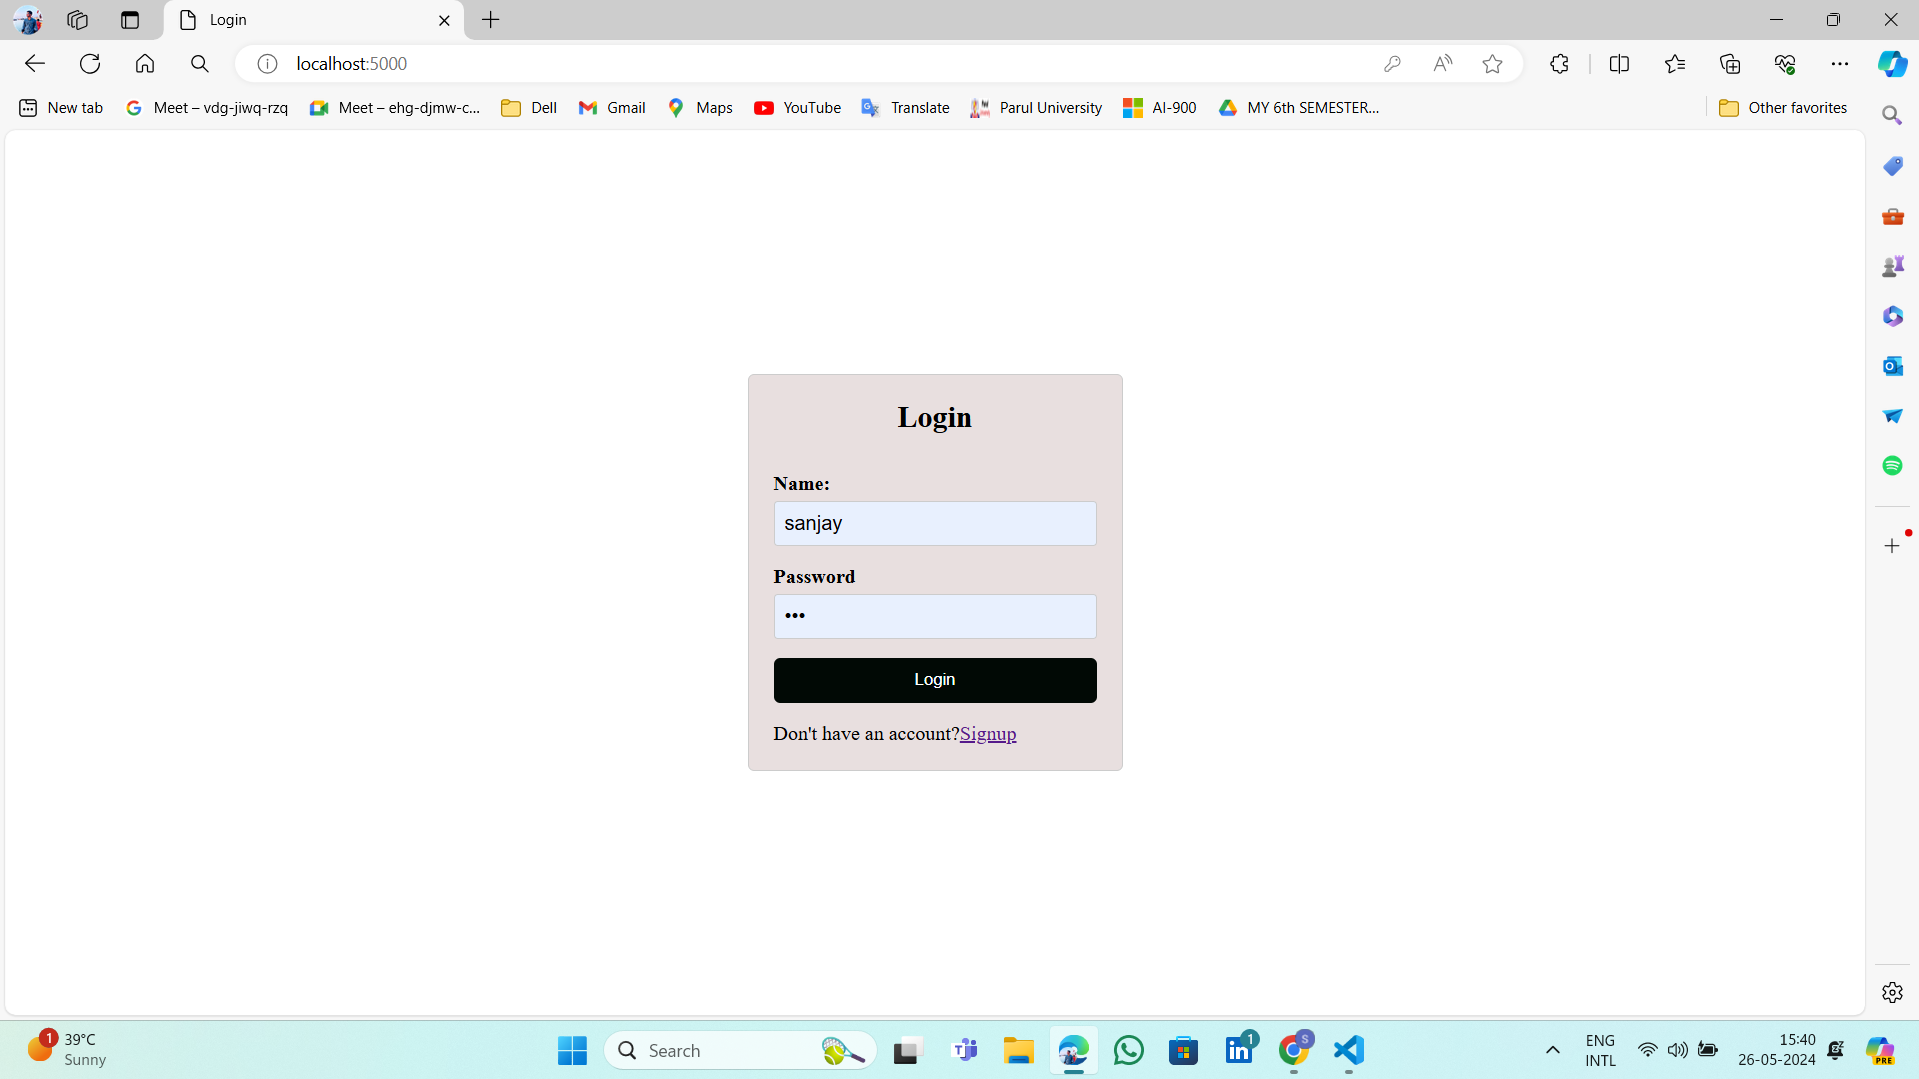 Login
localhost:5000
New tab
Meet – vdg-jiwq-rzq
Meet – ehg-djmw-c...
Dell
Gmail
Maps
YouTube
Translate
Parul University
AI-900
MY 6th SEMESTER...
Other favorites
Login
Name:
sanjay
Password
•••
Login
Don't have an account?Signup
1
39°C
Sunny
Search
1
S
ENG
INTL
15:40
26-05-2024
PRE